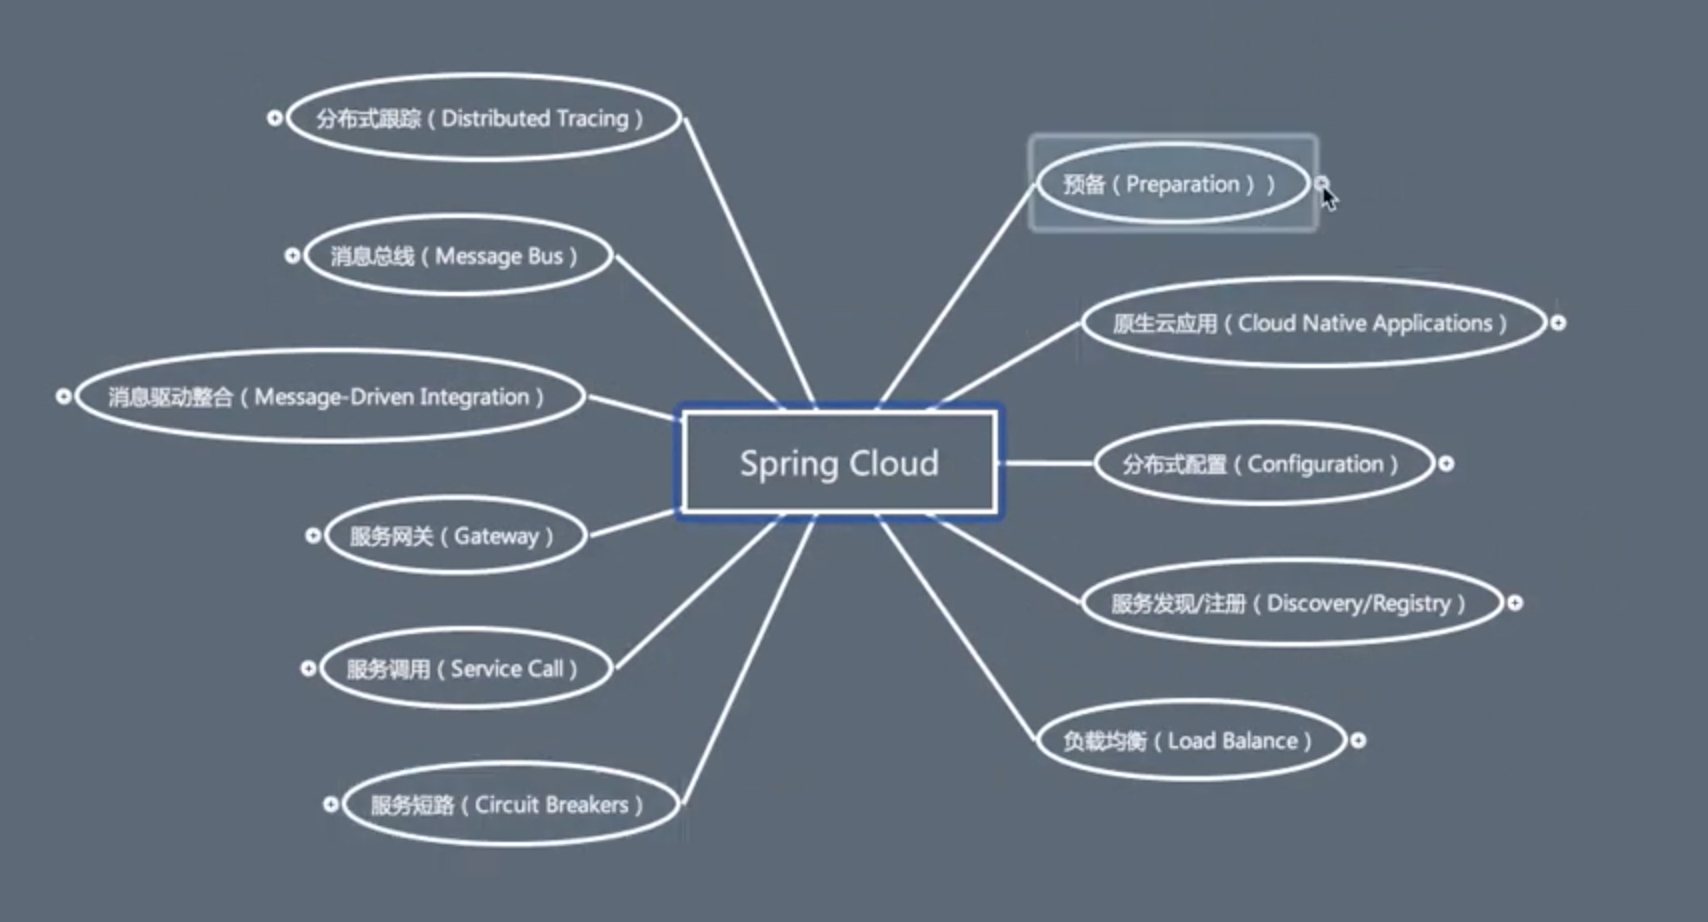 分布式跟踪（Distributed Tracing）
预备（Preparation））
消息总线（Message Bus）
原生云应用（Cloud Native Applications）
消息驱动整合（Message-Driven Integration）
Spring Cloud
分布式配置（Configuration）
服务网关（Gateway）
服务发现/注册（Discovery/Registry）
服务调用（Service Call）
负载均衡（Load Balance）
服务短路（Circuit Breakers）